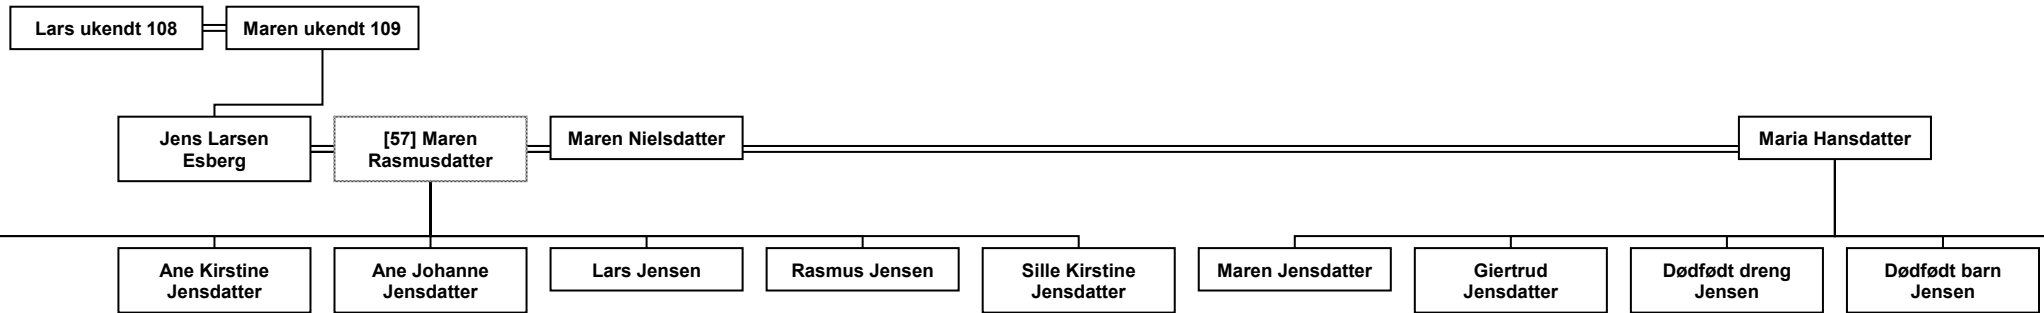 Lars ukendt 108
Maren ukendt 109
Jens Larsen
Esberg
[57] Maren
Rasmusdatter
Maren Nielsdatter
Maria Hansdatter
Ane Kirstine
Jensdatter
Ane Johanne
Jensdatter
Lars Jensen
Rasmus Jensen
Sille Kirstine
Jensdatter
Maren Jensdatter
Giertrud
Jensdatter
Dødfødt dreng
Jensen
Dødfødt barn
Jensen